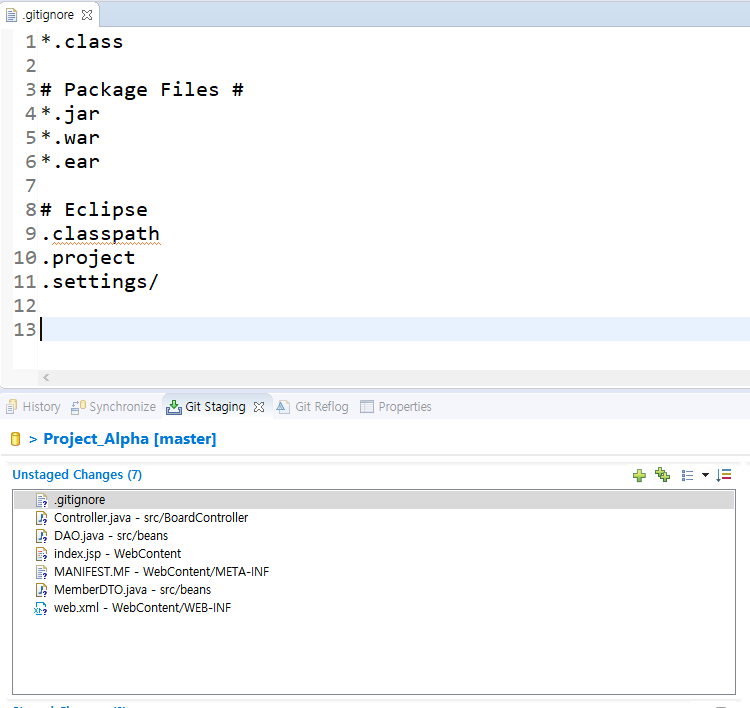 .gitignore
1 *.class
2
3 # Package Files #
4 *.jar
5 *.war
6 *.ear
7
8 # Eclipse
9 .classpath
10 .project
11 .settings/
12
13
History Synchronize Git Staging Git Reflog Properties
> Project_Alpha [master]
Unstaged Changes (7)
.gitignore
Controller.java - src/BoardController
DAO.java - src/beans
index.jsp - WebContent
MANIFEST.MF - WebContent/META-INF
MemberDTO.java - src/beans
web.xml - WebContent/WEB-INF